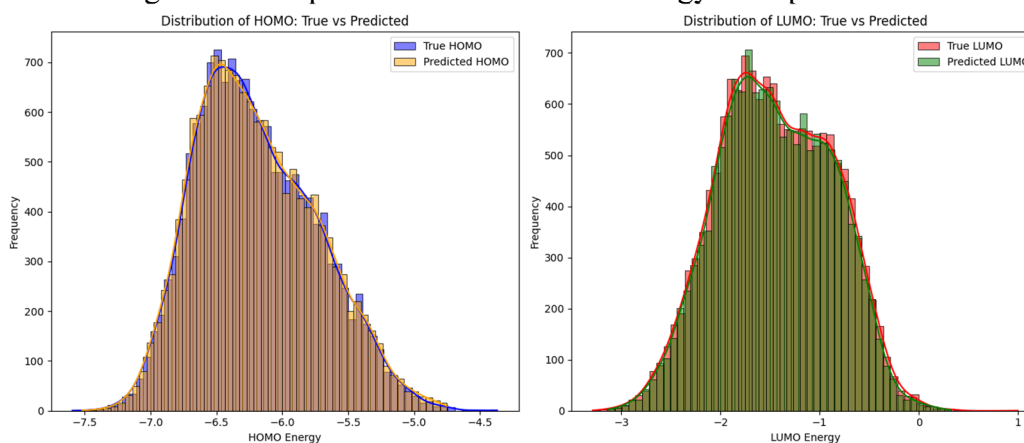 Distribution of HOMO: True vs Predicted
True HOMO
Predicted HOMO
700
600
500
400
300
200
100
0
Frequency
−7.5 −7.0 −6.5 −6.0 −5.5 −5.0 −4.5
HOMO Energy
Distribution of LUMO: True vs Predicted
True LUMO
Predicted LUMO
700
600
500
400
300
200
100
0
Frequency
−3 −2 −1 0 1
LUMO Energy